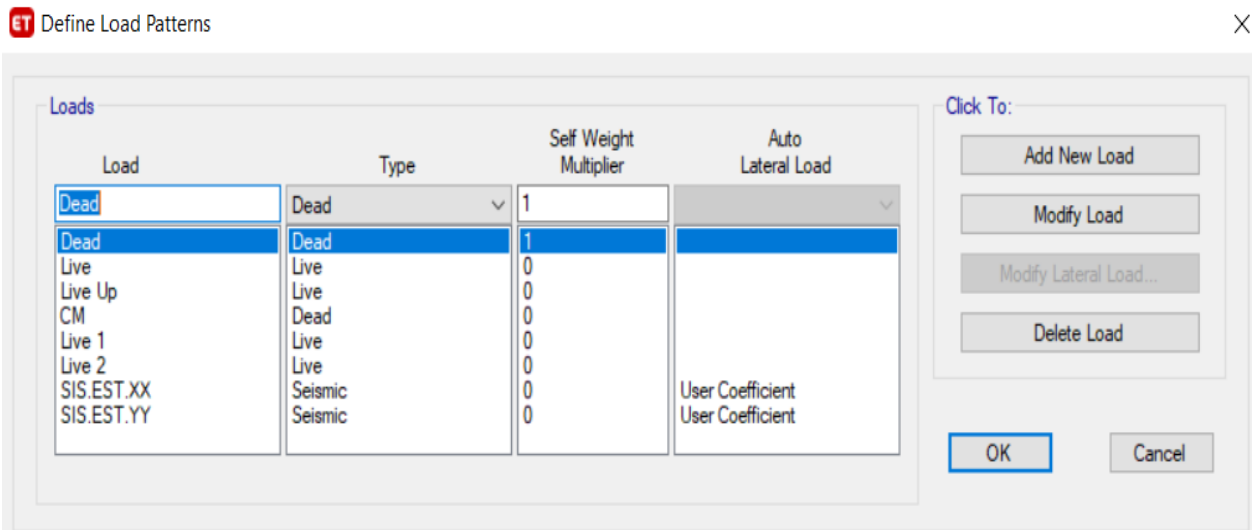 ET Define Load Patterns
Loads
Click To:
Load Type Self Weight Multiplier Auto Lateral Load
Dead Dead 1
Dead Dead 1
Live Live 0
Live Up Live 0
CM Dead 0
Live 1 Live 0
Live 2 Live 0
SIS.EST.XX Seismic 0 User Coefficient
SIS.EST.YY Seismic 0 User Coefficient
Add New Load
Modify Load
Modify Lateral Load...
Delete Load
OK Cancel